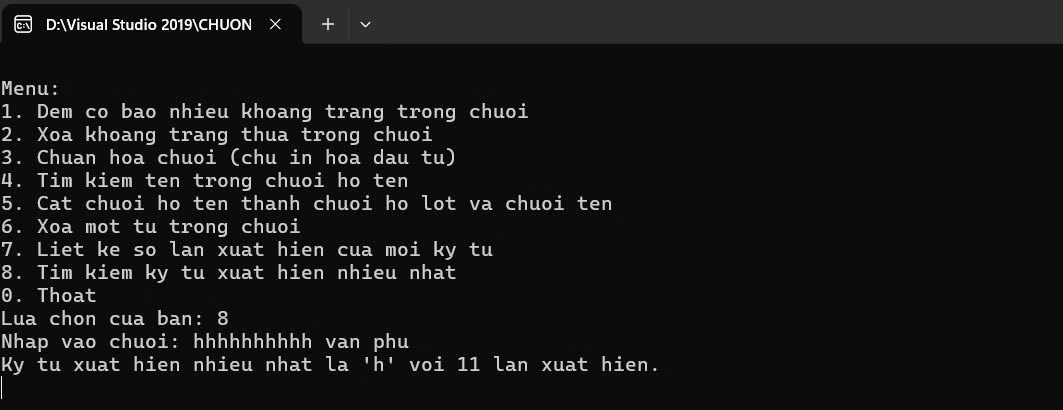 D:\Visual Studio 2019\CHUON
Menu:
1. Dem co bao nhieu khoang trang trong chuoi
2. Xoa khoang trang thua trong chuoi
3. Chuan hoa chuoi (chu in hoa dau tu)
4. Tim kiem ten trong chuoi ho ten
5. Cat chuoi ho ten thanh chuoi ho lot va chuoi ten
6. Xoa mot tu trong chuoi
7. Liet ke so lan xuat hien cua moi ky tu
8. Tim kiem ky tu xuat hien nhieu nhat
0. Thoat
Lua chon cua ban: 8
Nhap vao chuoi: hhhhhhhhhh van phu
Ky tu xuat hien nhieu nhat la 'h' voi 11 lan xuat hien.